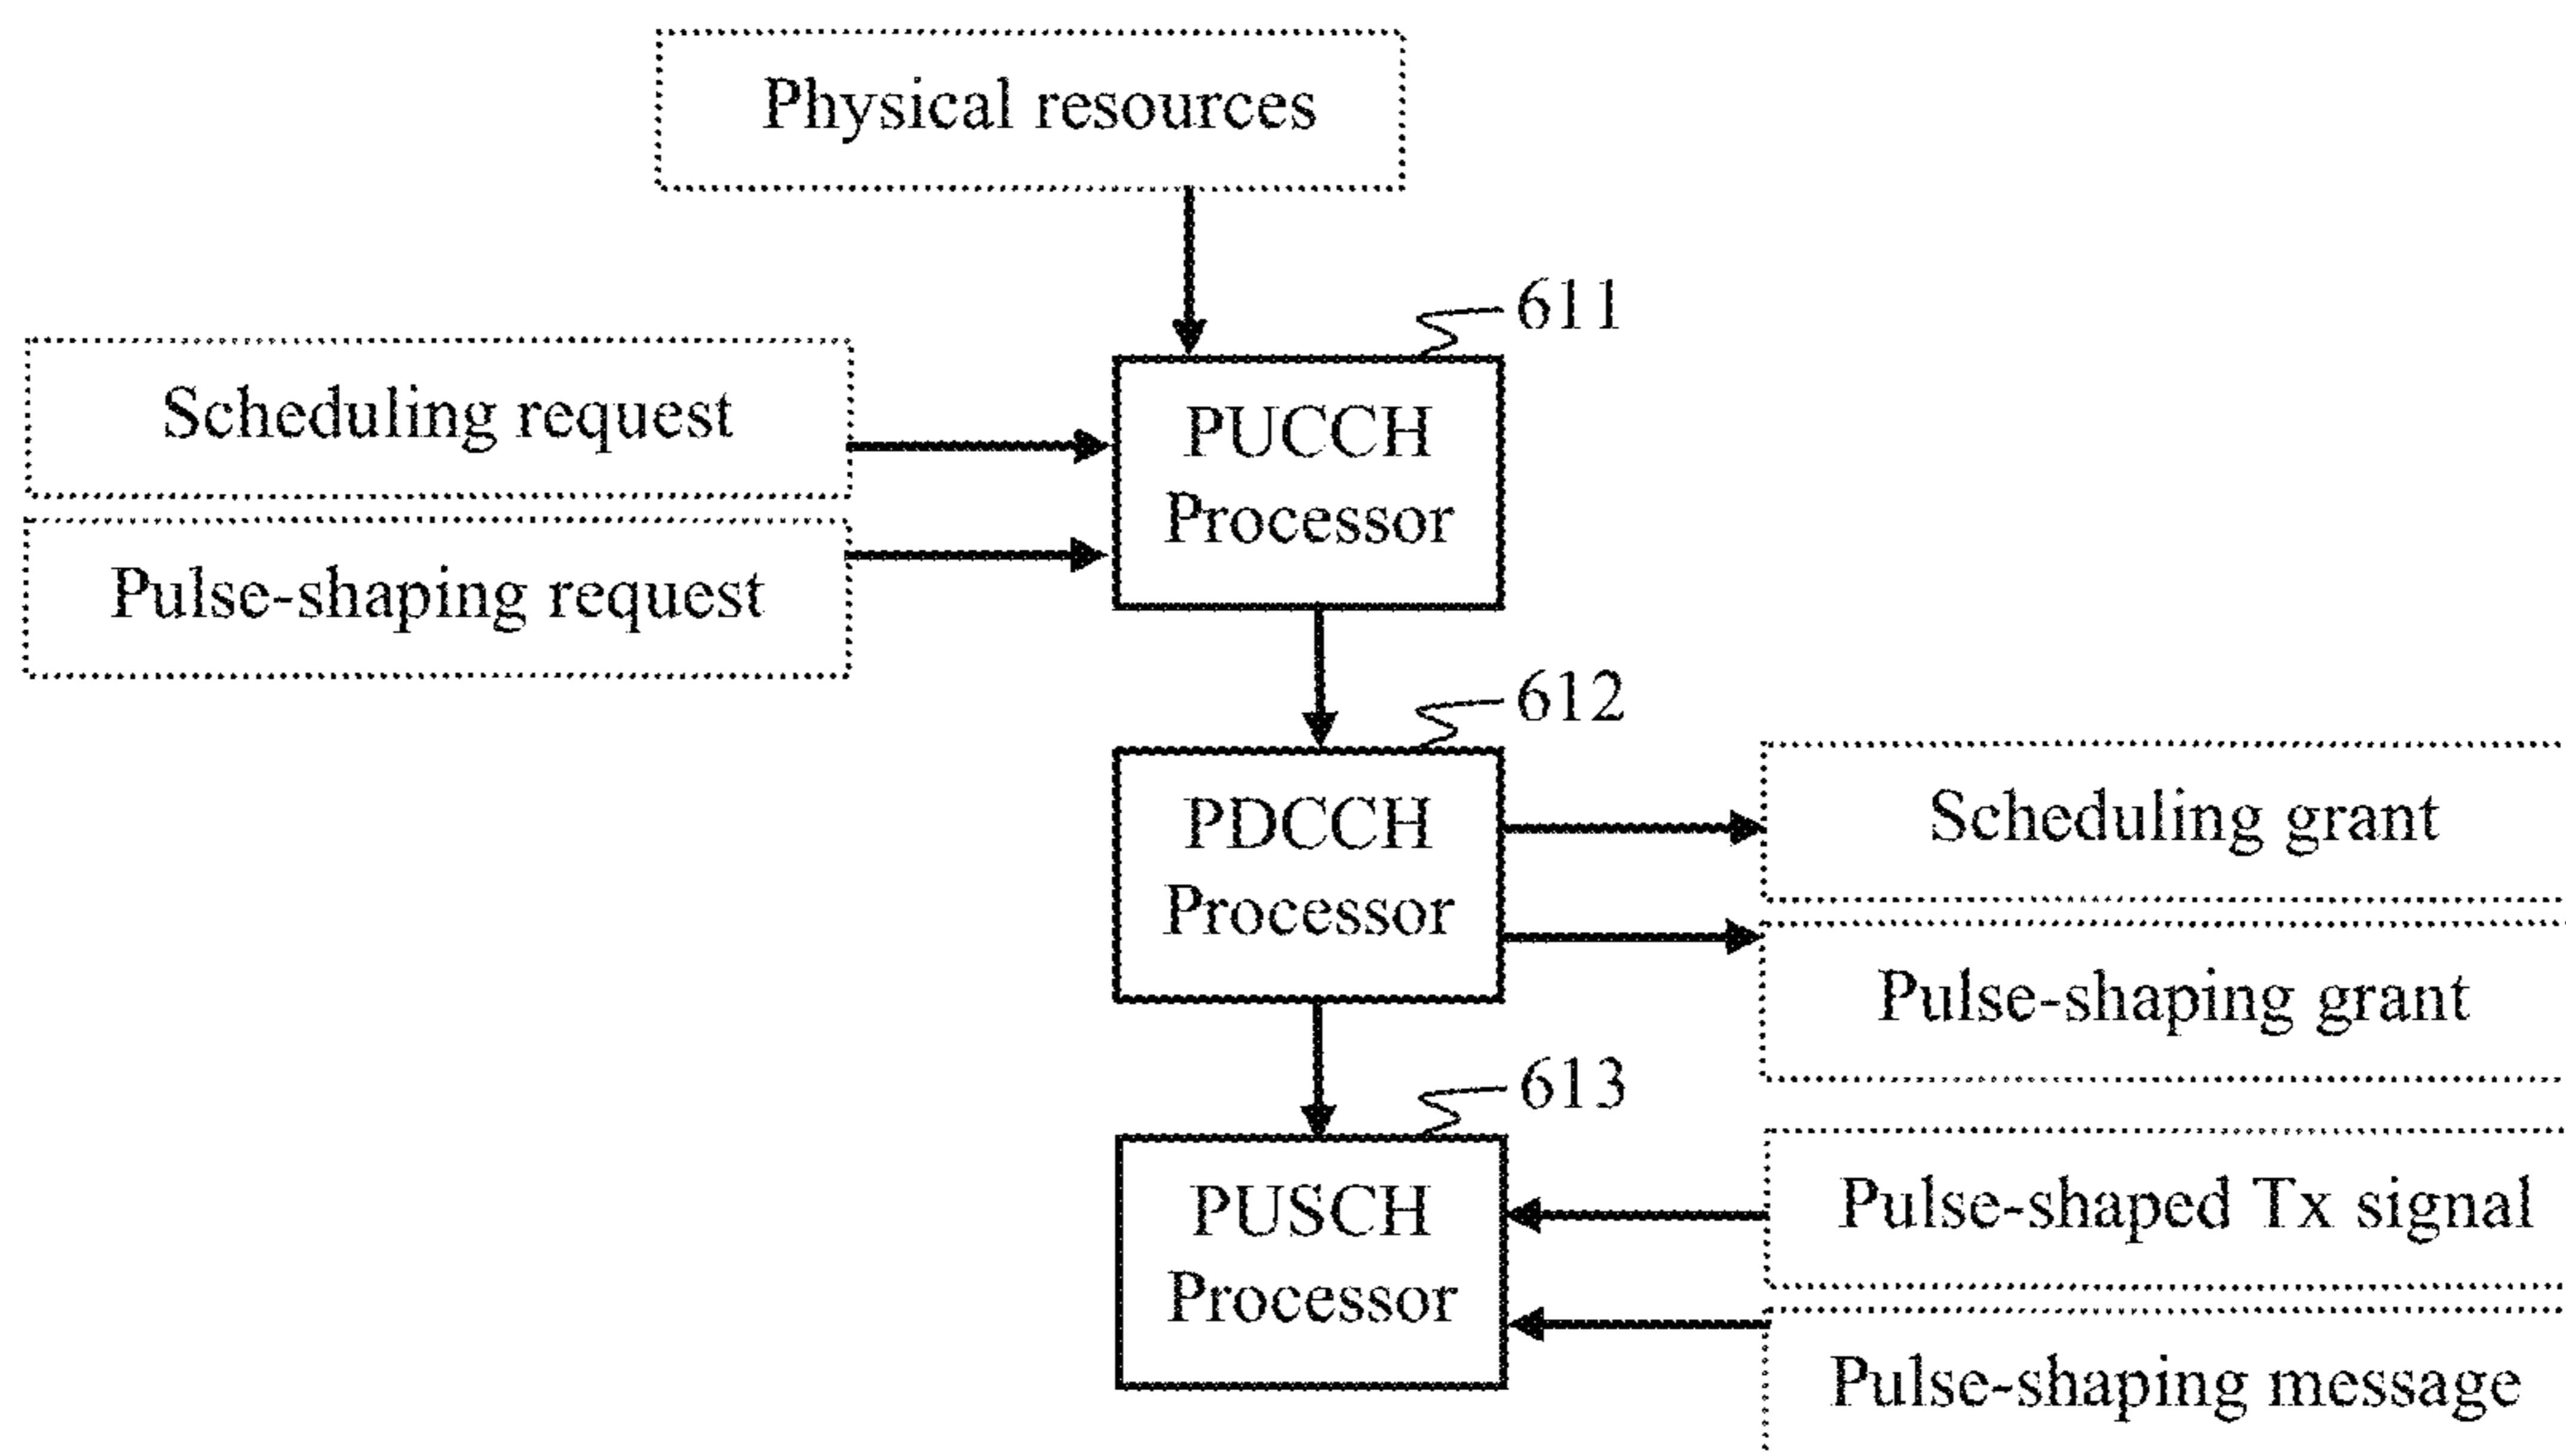 Physical resources
611
Scheduling request
PUCCH
Processor
Pulse-shaping request
612
PDCCH
Processor
Scheduling grant
Pulse-shaping grant
613
PUSCH
Processor
Pulse-shaped Tx signal
Pulse-shaping message